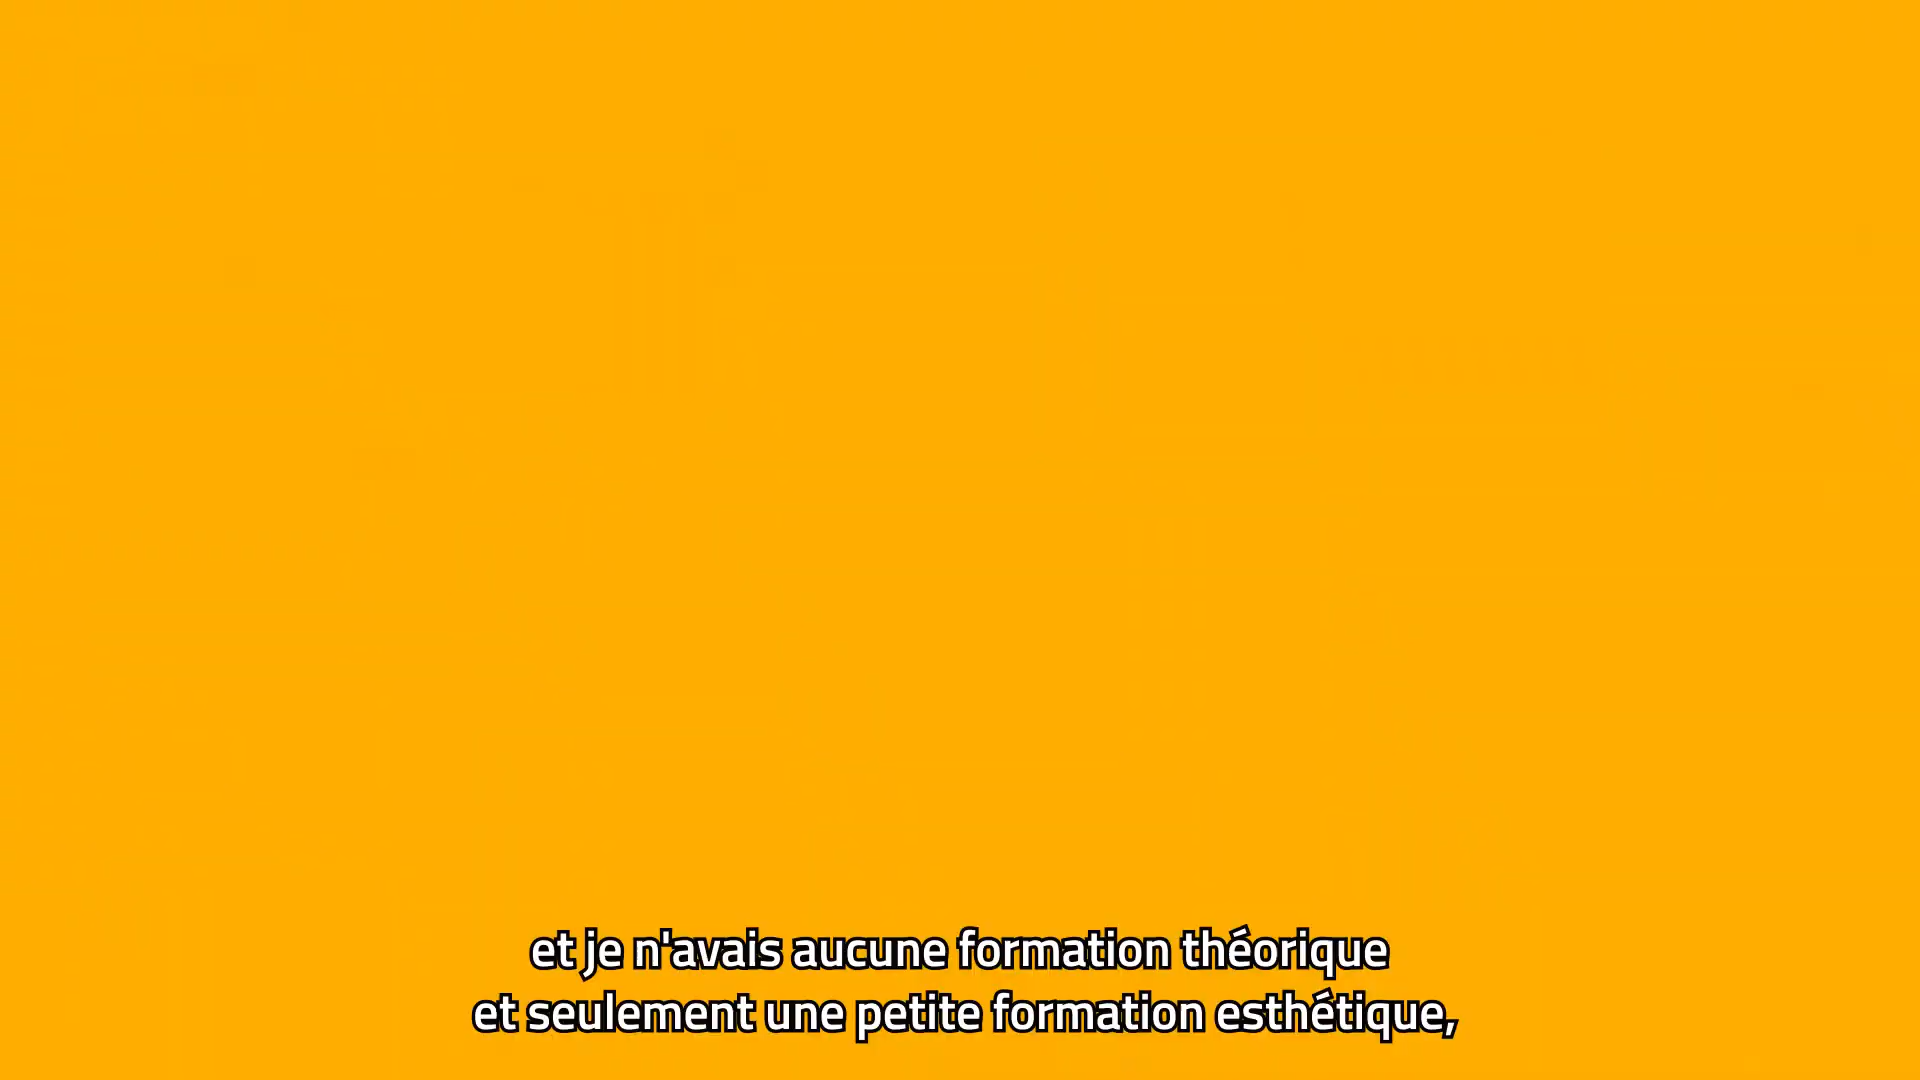 et je n'avais aucune formation théorique
et seulement une petite formation esthétique,